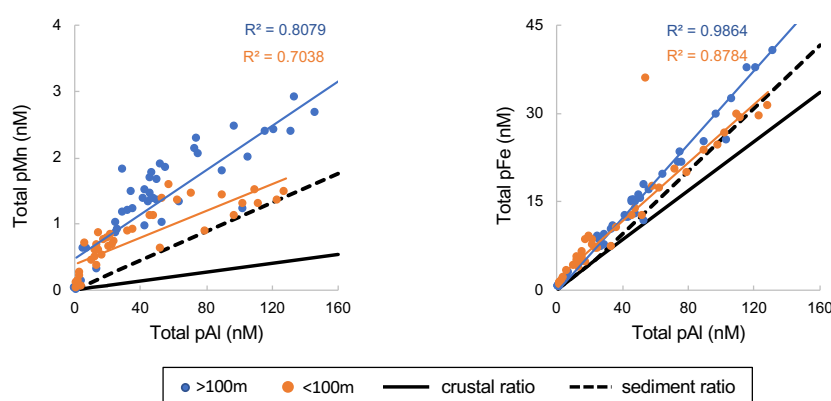 4
3
2
1
0
0
40
80
120
160
Total pMn (nM)
Total pAl (nM)
R² = 0.8079
R² = 0.7038
45
30
15
0
0
40
80
120
160
Total pFe (nM)
Total pAl (nM)
R² = 0.9864
R² = 0.8784
>100m <100m crustal ratio sediment ratio